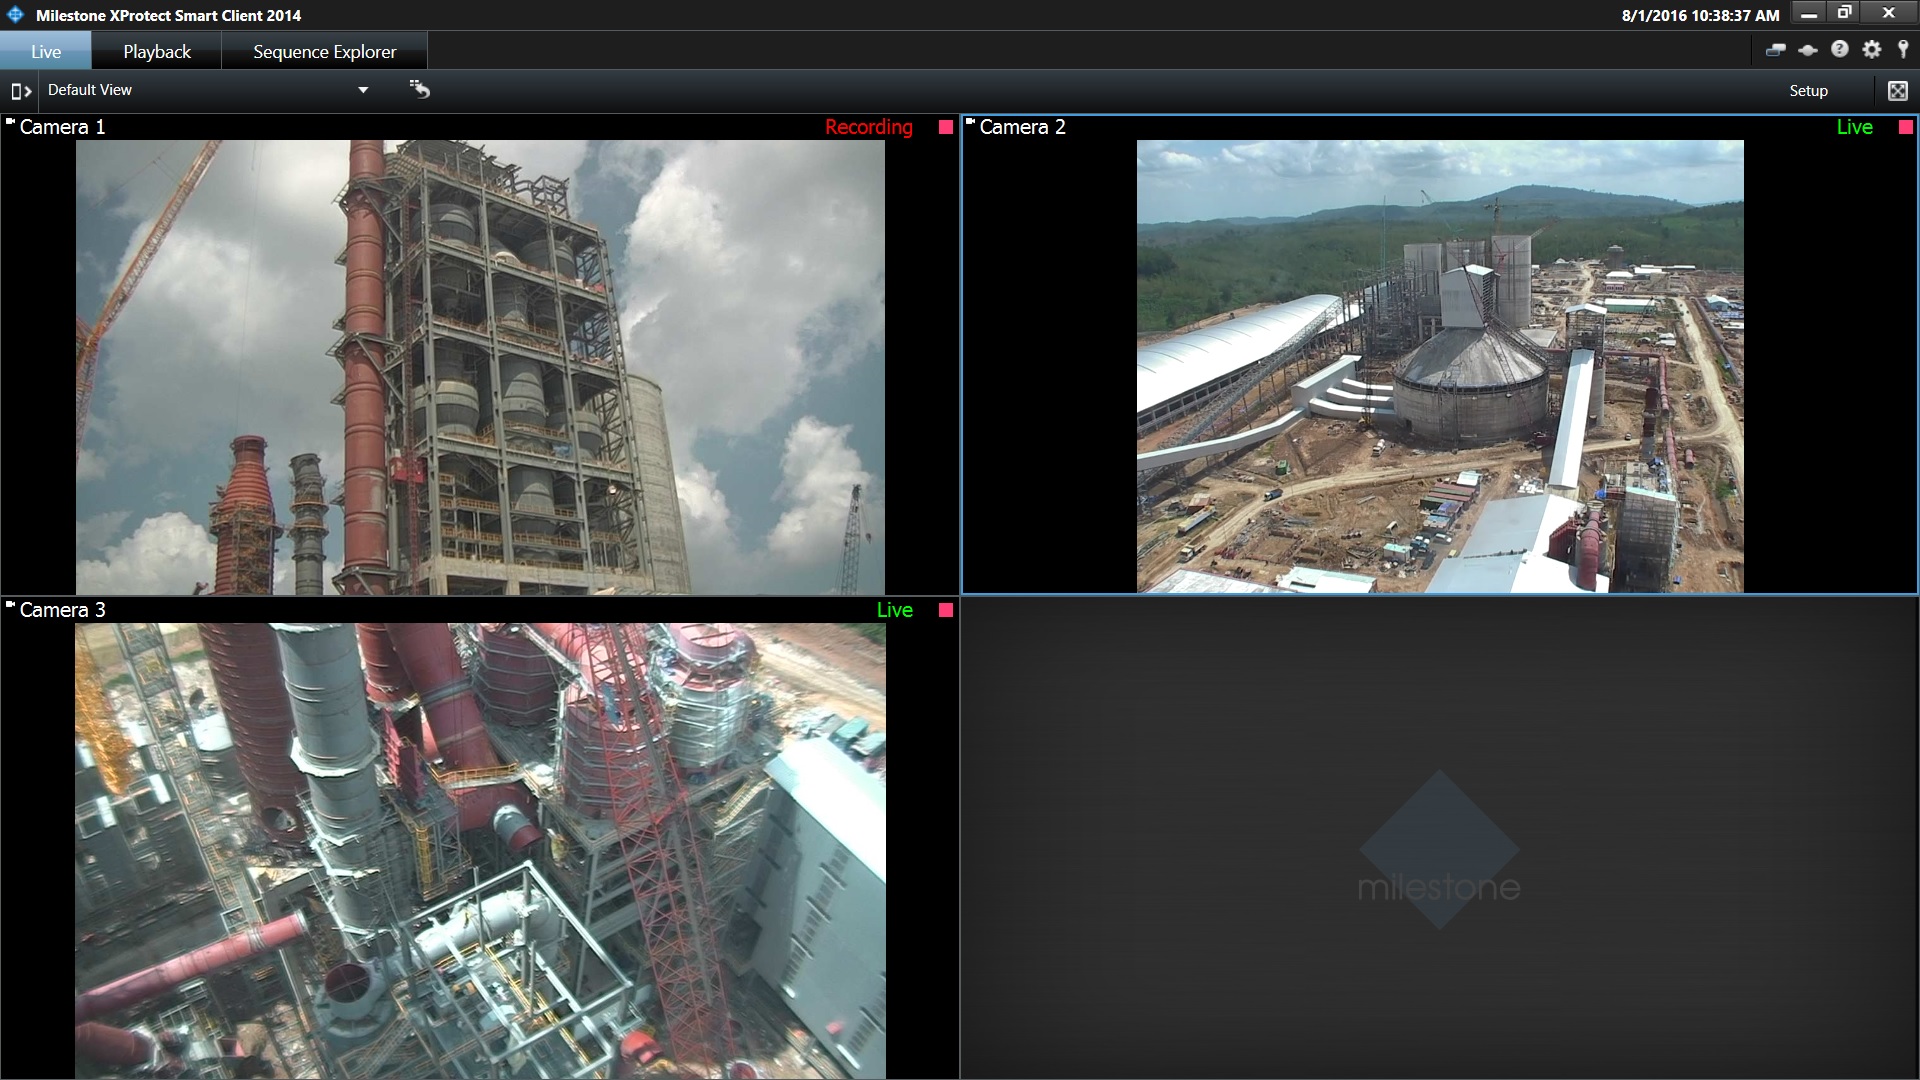 Milestone XProtect Smart Client 2014
8/1/2016 10:38:37 AM
Live
Playback
Sequence Explorer
?
Default View
Setup
Camera 1
Recording
Camera 2
Live
Camera 3
Live
milestone